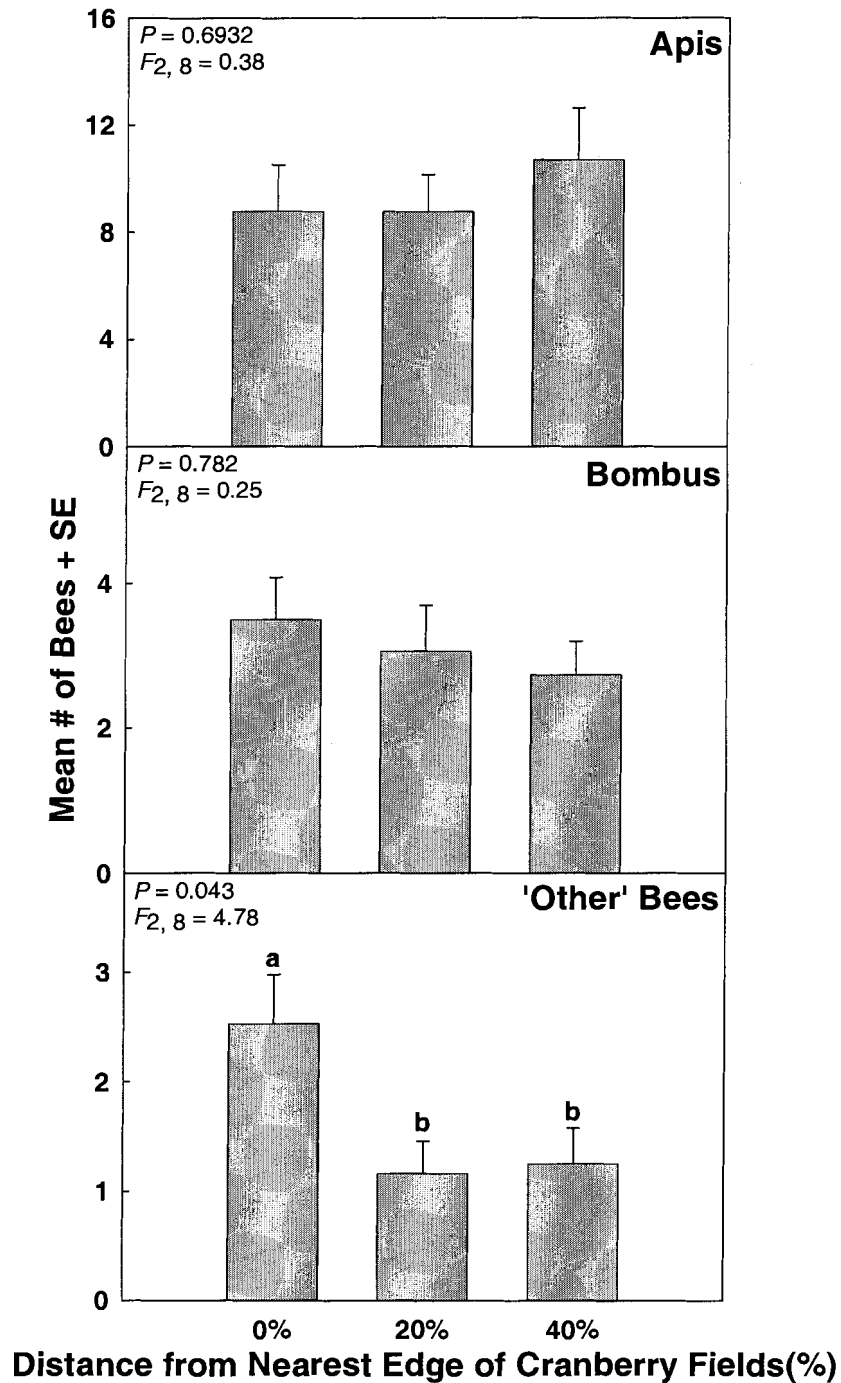 16
P = 0.6932
F2, 8 = 0.38
Apis
12
8
4
0
P = 0.782
F2, 8 = 0.25
Bombus
4
2
0
P = 0.043
F2, 8 = 4.78
'Other' Bees
a
3
2
b
b
1
0
Mean # of Bees + SE
0% 20% 40%
Distance from Nearest Edge of Cranberry Fields(%)